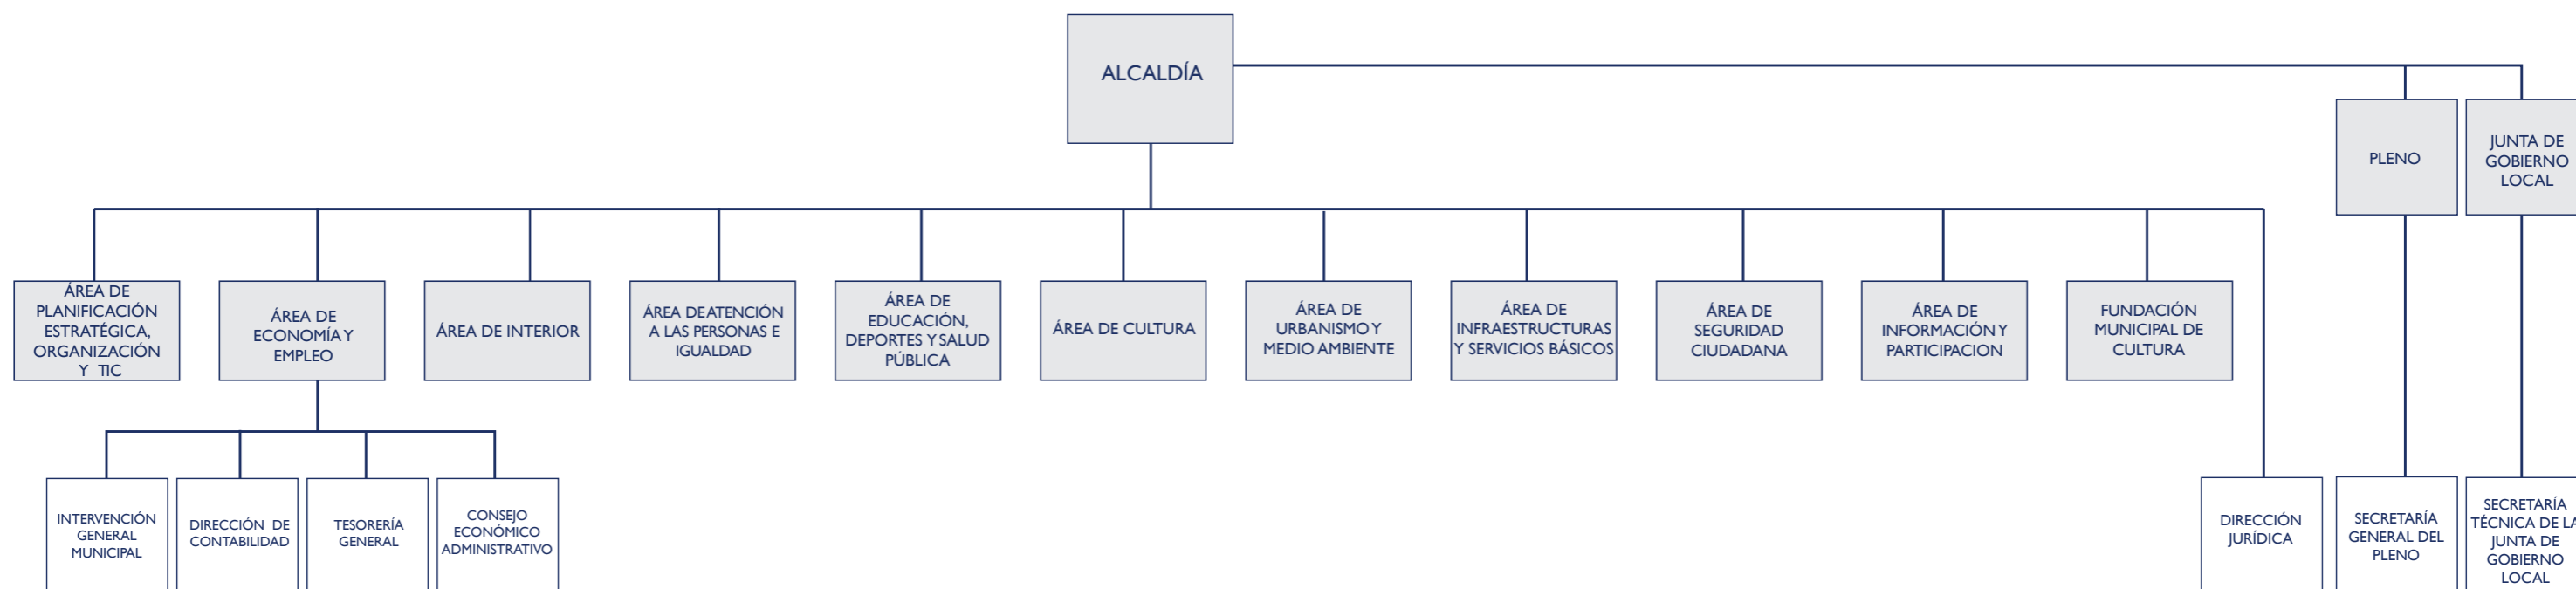 ALCALDÍA
PLENO
JUNTA DE
GOBIERNO
LOCAL
ÁREA DE
PLANIFICACIÓN
ESTRATÉGICA,
ORGANIZACIÓN
Y TIC
ÁREA DE
ECONOMÍA Y
EMPLEO
ÁREA DE INTERIOR
ÁREA DE ATENCIÓN
A LAS PERSONAS E
IGUALDAD
ÁREA DE
EDUCACIÓN,
DEPORTES Y SALUD
PÚBLICA
ÁREA DE CULTURA
ÁREA DE
URBANISMO Y
MEDIO AMBIENTE
ÁREA DE
INFRAESTRUCTURAS
Y SERVICIOS BÁSICOS
ÁREA DE
SEGURIDAD
CIUDADANA
ÁREA DE
INFORMACIÓN Y
PARTICIPACION
FUNDACIÓN
MUNICIPAL DE
CULTURA
INTERVENCIÓN
GENERAL
MUNICIPAL
DIRECCIÓN DE
CONTABILIDAD
TESORERÍA
GENERAL
CONSEJO
ECONÓMICO
ADMINISTRATIVO
DIRECCIÓN
JURÍDICA
SECRETARÍA
GENERAL DEL
PLENO
SECRETARÍA
TÉCNICA DE LA
JUNTA DE
GOBIERNO
LOCAL